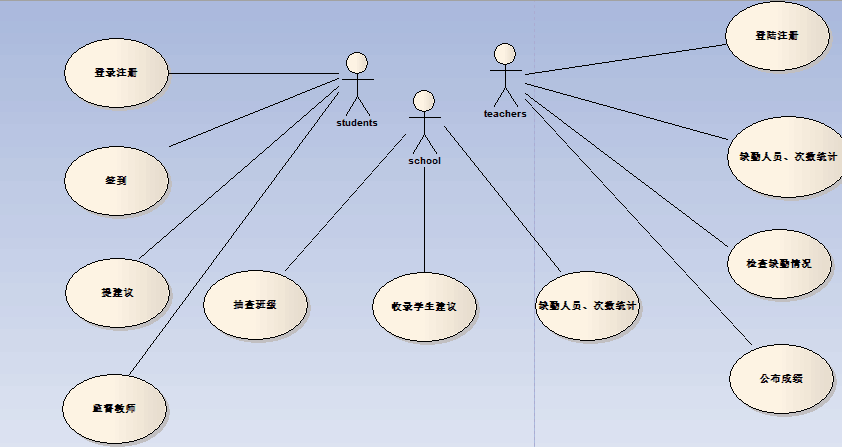 登陆注册
登录注册
students
teachers
school
缺勤人员、次数统计
签到
检查缺勤情况
提建议
抽查班级
收录学生建议
缺勤人员、次数统计
公布成绩
监督教师